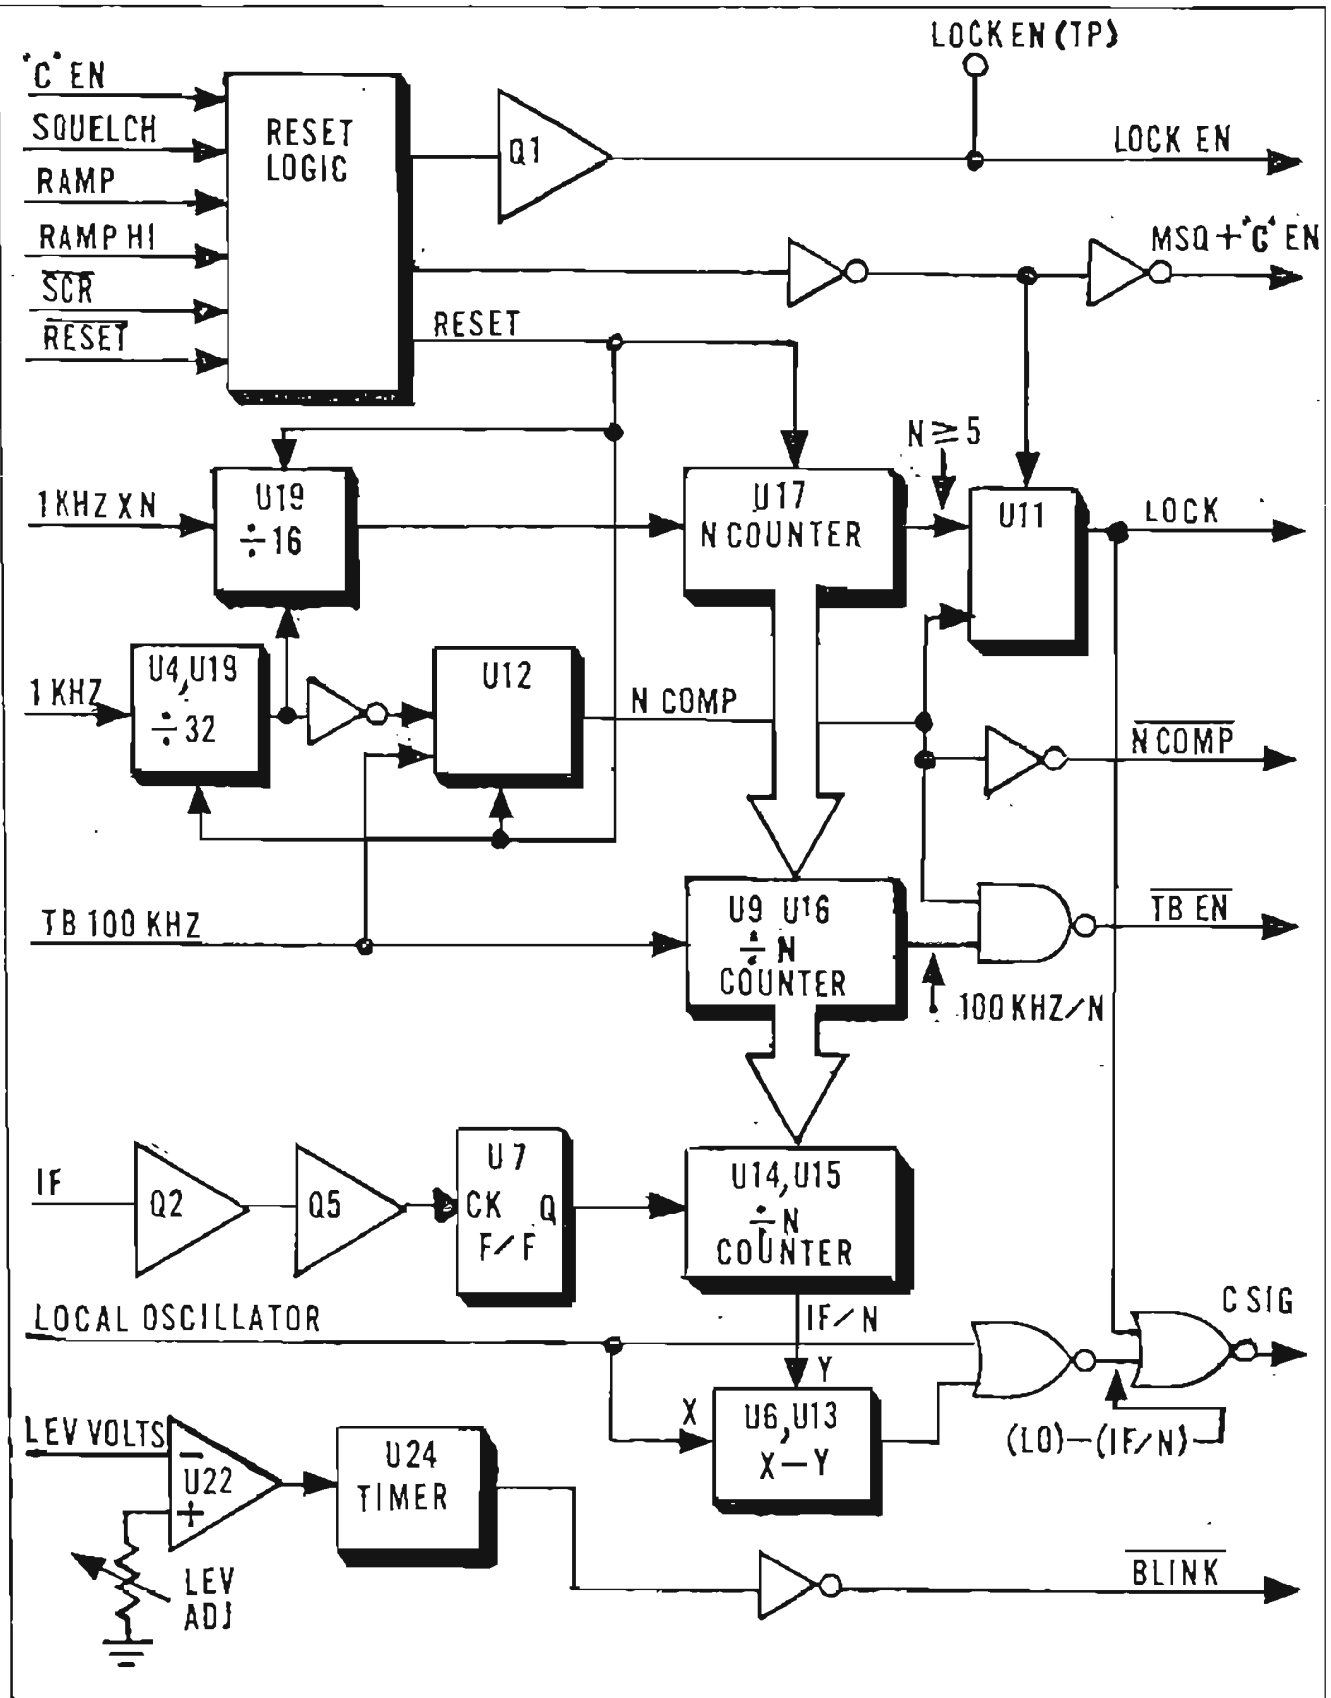 LOCK EN (TP)
"C" EN
SQUELCH
RAMP
RAMP HI
SCR
RESET
RESET
LOGIC
Q1
LOCK EN
MSQ + "C" EN
RESET
N ≥ 5
1 KHZ X N
U19
÷ 16
U17
N COUNTER
U11
LOCK
1 KHZ
U4, U19
÷ 32
U12
N COMP
N COMP
TB 100 KHZ
U9 U16
÷ N
COUNTER
TB EN
100 KHZ/N
IF
Q2
Q5
U7
CK Q
F/F
U14, U15
÷ N
COUNTER
LOCAL OSCILLATOR
IF/N
C SIG
Y
X
U6, U13
X – Y
(LO) – (IF/N)
LEV VOLTS
–
U22
+
U24
TIMER
LEV
ADJ
BLINK